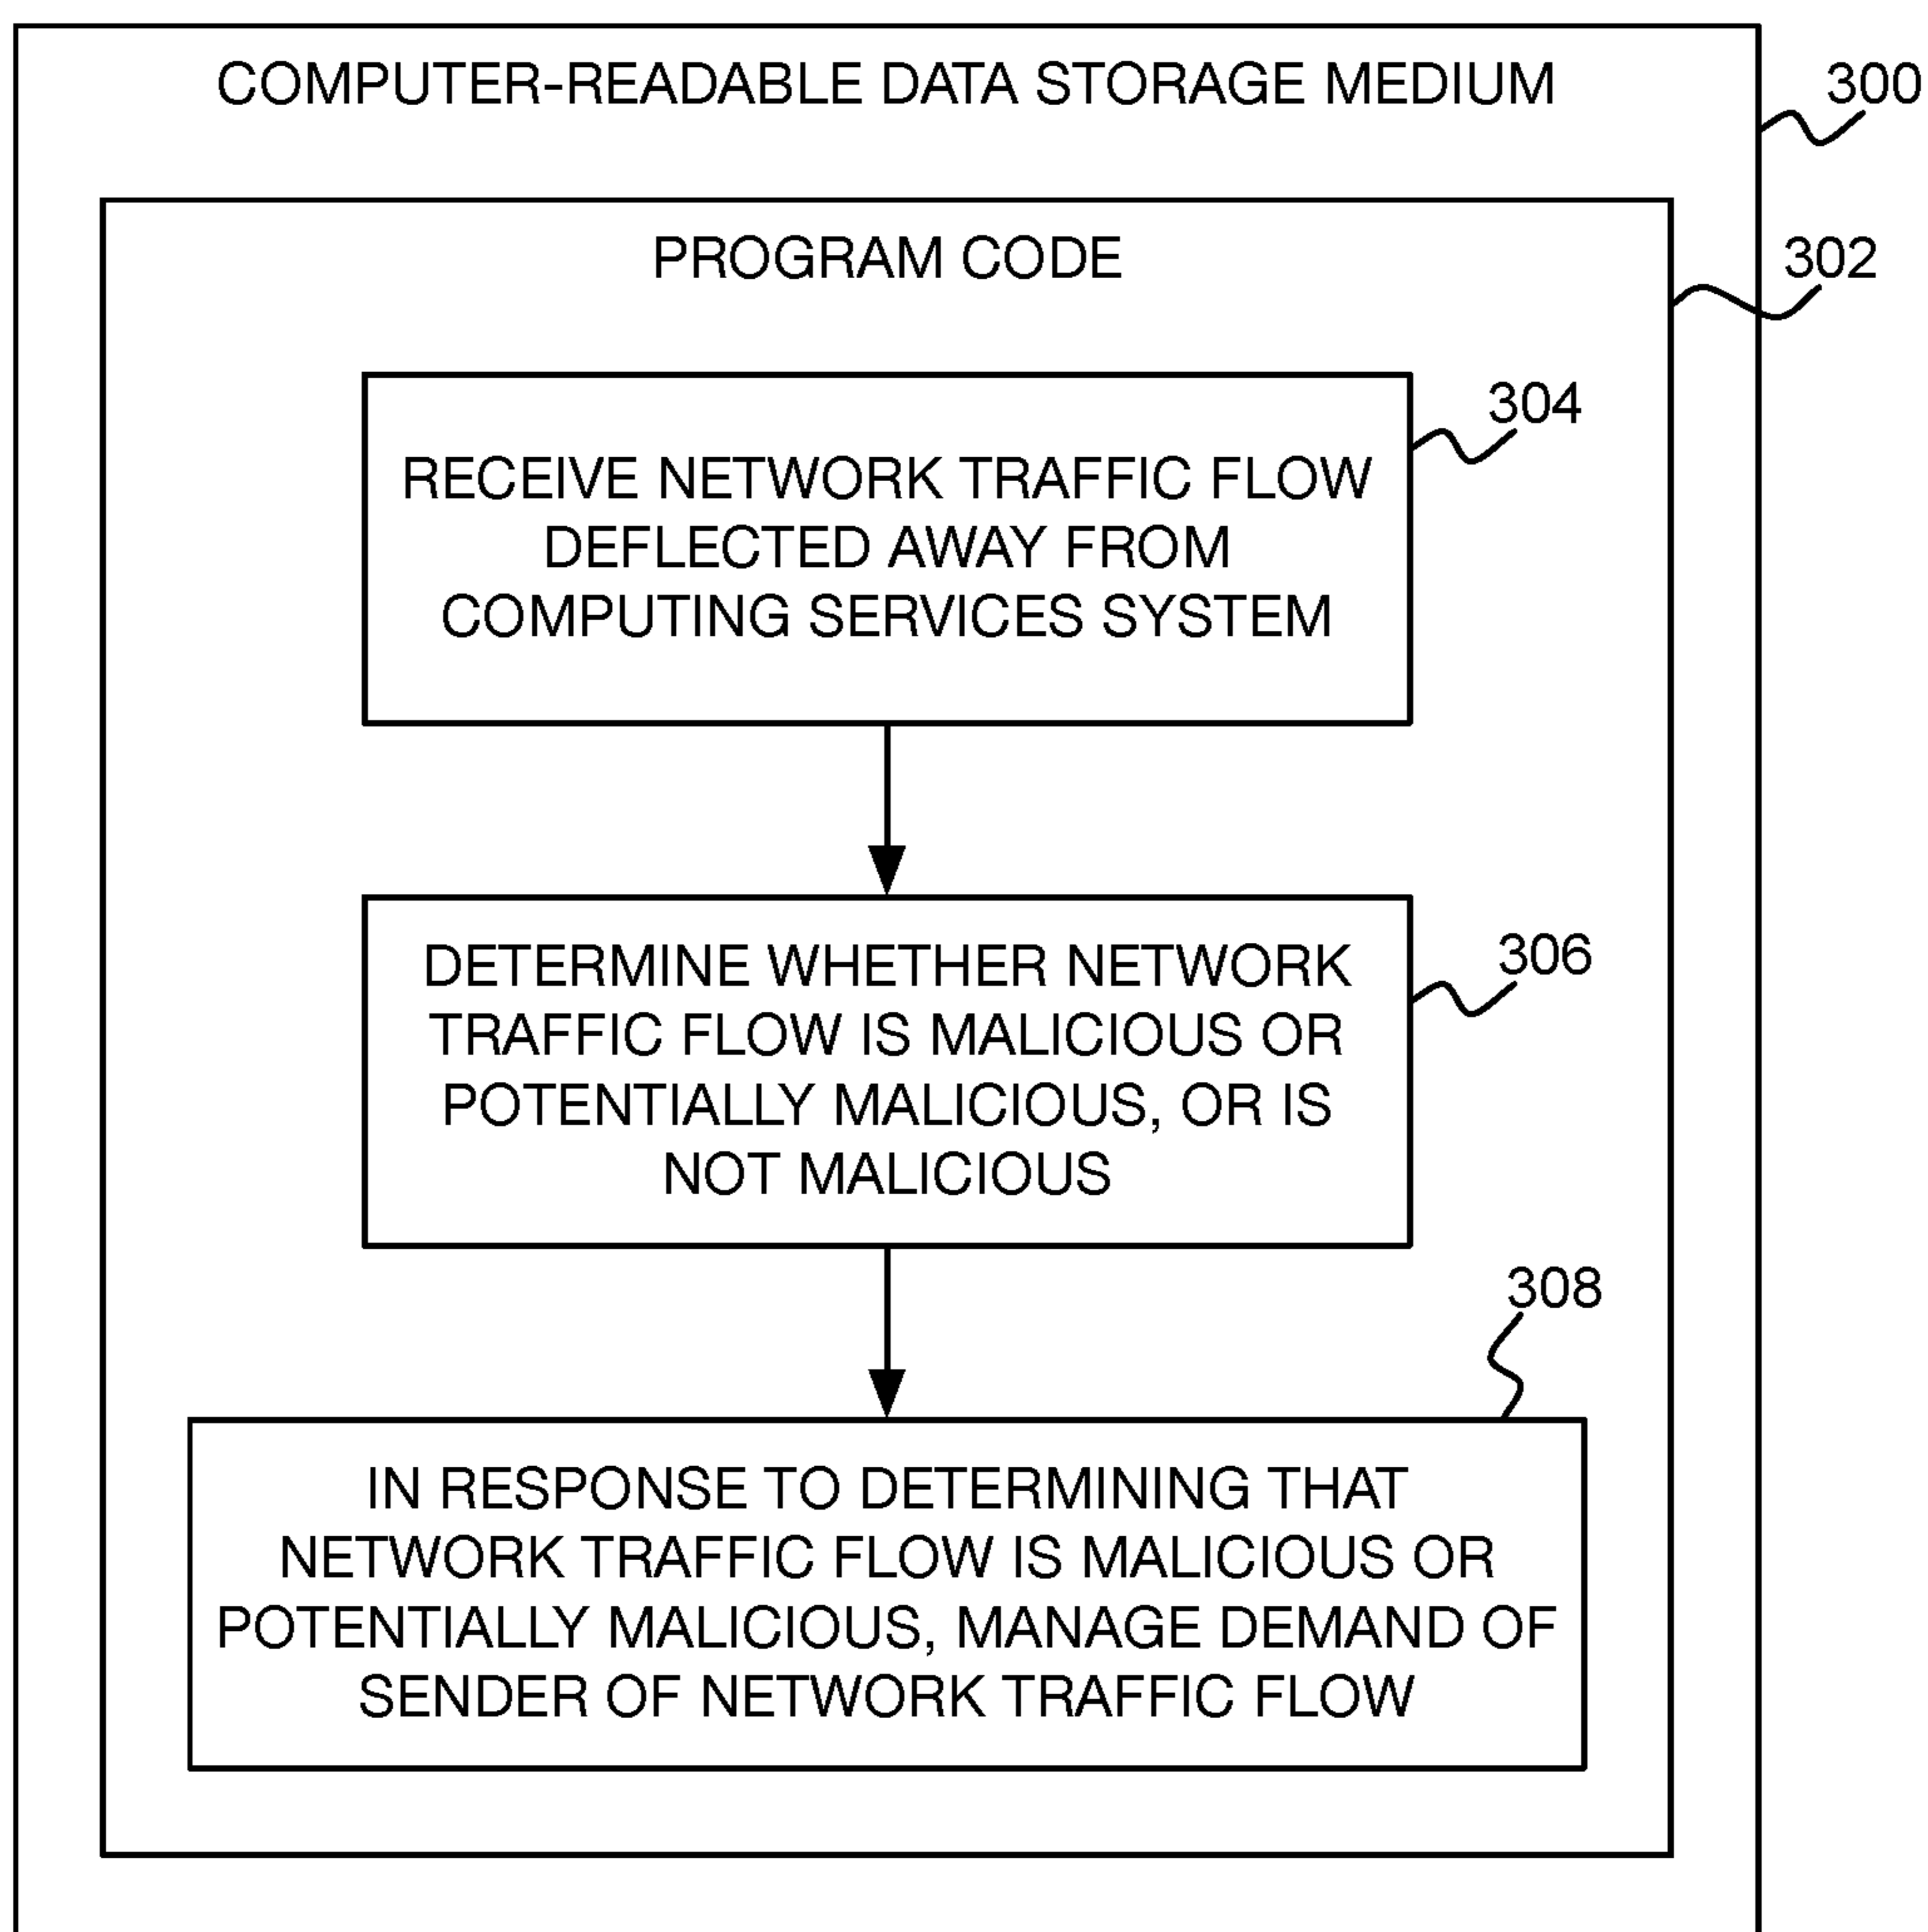 COMPUTER-READABLE DATA STORAGE MEDIUM
300
PROGRAM CODE
302
304
RECEIVE NETWORK TRAFFIC FLOW
DEFLECTED AWAY FROM
COMPUTING SERVICES SYSTEM
306
DETERMINE WHETHER NETWORK
TRAFFIC FLOW IS MALICIOUS OR
POTENTIALLY MALICIOUS, OR IS
NOT MALICIOUS
308
IN RESPONSE TO DETERMINING THAT
NETWORK TRAFFIC FLOW IS MALICIOUS OR
POTENTIALLY MALICIOUS, MANAGE DEMAND OF
SENDER OF NETWORK TRAFFIC FLOW